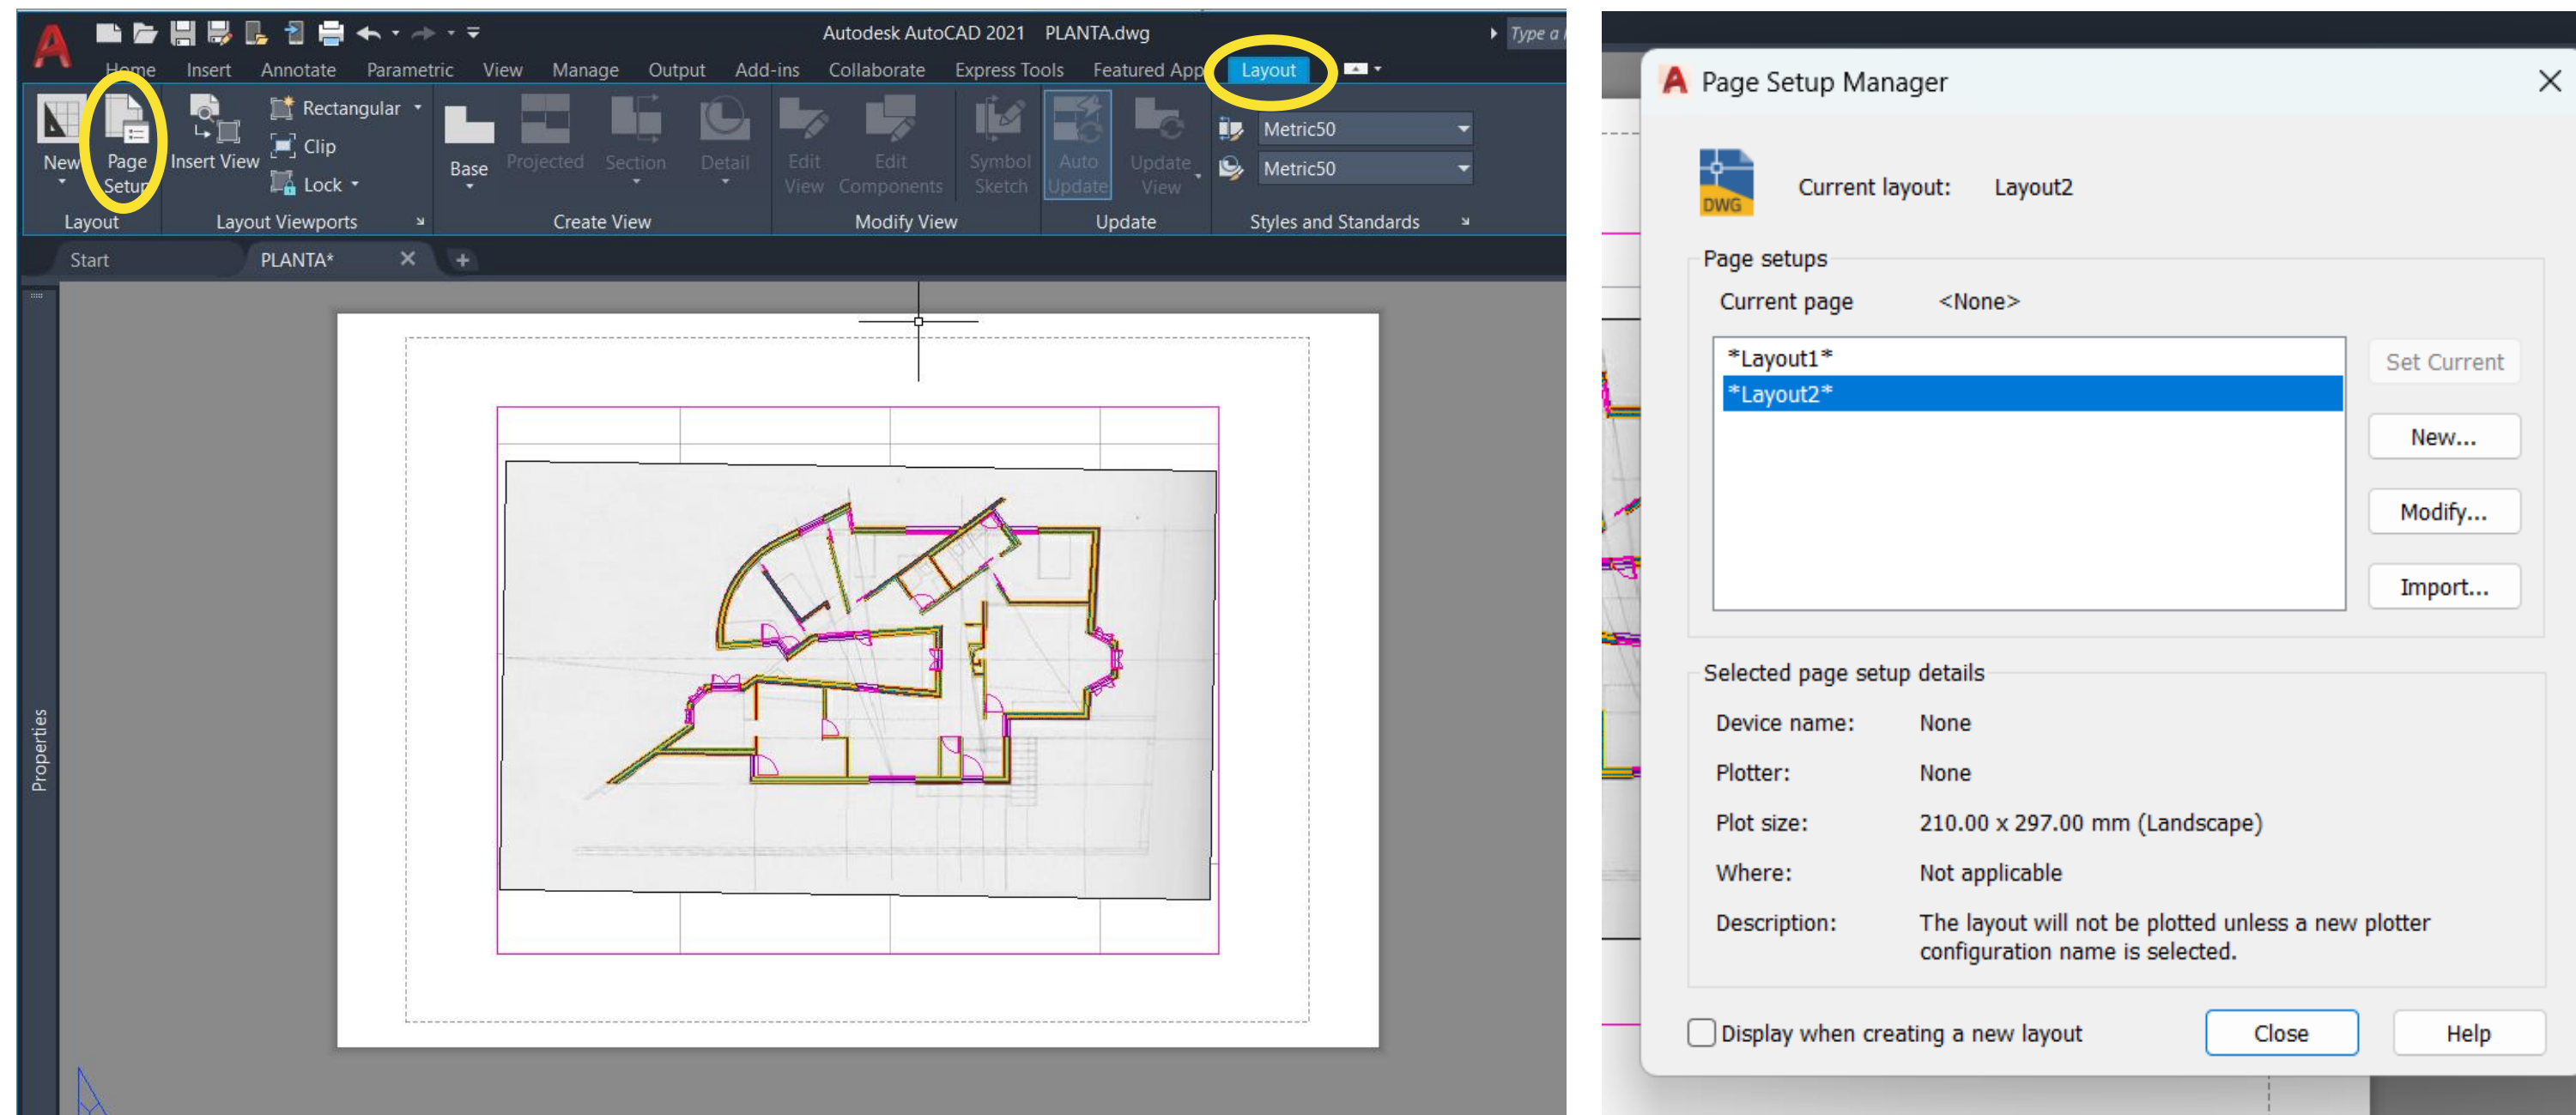 Autodesk AutoCAD 2021 PLANTA.dwg
Type a
Home Insert Annotate Parametric View Manage Output Add-ins Collaborate Express Tools Featured App Layout
New
Page Setup
Insert View
Rectangular
Clip
Lock
Base
Projected
Section
Detail
Edit View
Edit Components
Symbol Sketch
Auto Update
Update View
Metric50
Metric50
Layout Layout Viewports Create View Modify View Update Styles and Standards
Start PLANTA*
Properties
Page Setup Manager
DWG
Current layout: Layout2
Page setups
Current page <None>
*Layout1*
*Layout2*
Set Current
New...
Modify...
Import...
Selected page setup details
Device name: None
Plotter: None
Plot size: 210.00 x 297.00 mm (Landscape)
Where: Not applicable
Description: The layout will not be plotted unless a new plotter
configuration name is selected.
Display when creating a new layout
Close
Help